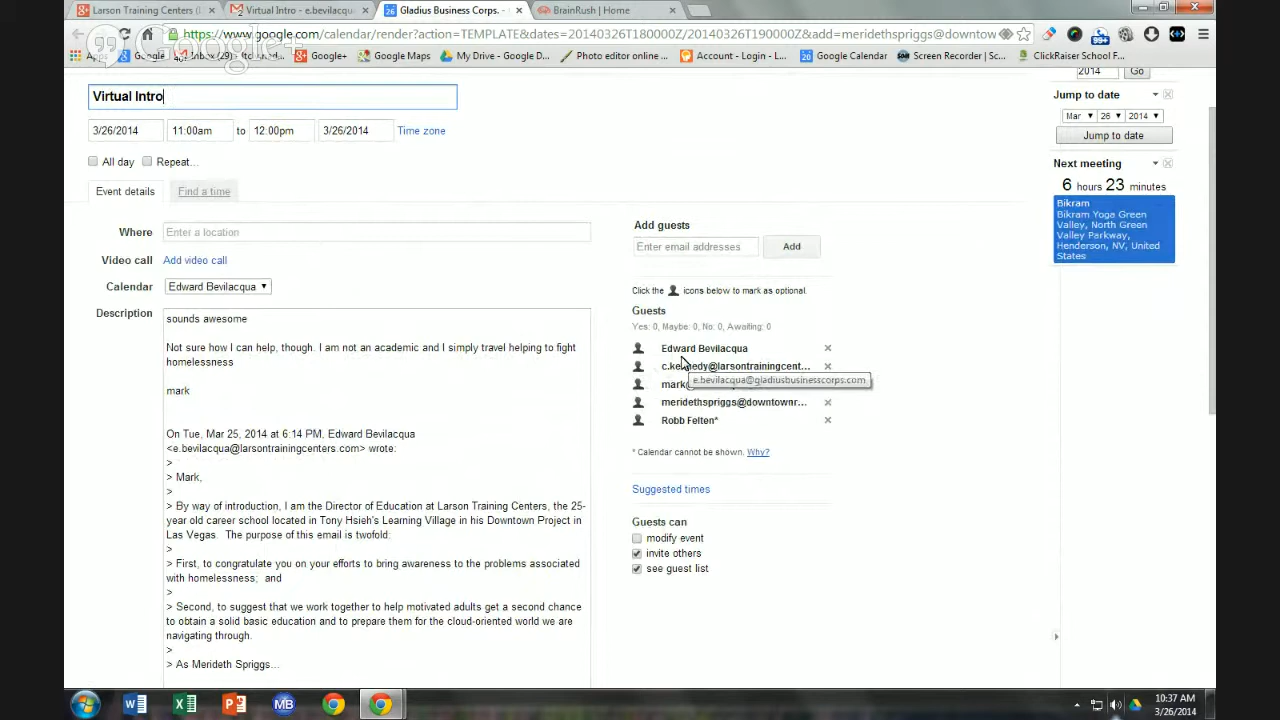 Larson Training Centers (
Virtual Intro - e.bevilacqu
Gladius Business Corps. -
BrainRush | Home
Google+
https://www.google.com/calendar/render?action=TEMPLATE&dates=20140326T180000Z/20140326T190000Z&add=meridethspriggs@downtow
99+
Apps
Google
Inbox (29)
Google+
Google Maps
My Drive - Google D...
Photo editor online ...
Account - Login - L...
Google Calendar
Screen Recorder | Sc...
ClickRaiser School F...
Virtual Intro
2014 Go
3/26/2014 11:00am to 12:00pm 3/26/2014 Time zone
Jump to date
Mar 26 2014
Jump to date
All day Repeat...
Next meeting
6 hours 23 minutes
Event details Find a time
Bikram
Bikram Yoga Green
Valley, North Green
Valley Parkway,
Henderson, NV, United
States
Where Enter a location
Video call Add video call
Calendar Edward Bevilacqua
Description sounds awesome
Not sure how I can help, though. I am not an academic and I simply travel helping to fight
homelessness
mark
On Tue, Mar 25, 2014 at 6:14 PM, Edward Bevilacqua
<e.bevilacqua@larsontrainingcenters.com> wrote:
>
> Mark,
>
> By way of introduction, I am the Director of Education at Larson Training Centers, the 25-
year old career school located in Tony Hsieh's Learning Village in his Downtown Project in
Las Vegas. The purpose of this email is twofold:
>
> First, to congratulate you on your efforts to bring awareness to the problems associated
with homelessness; and
>
> Second, to suggest that we work together to help motivated adults get a second chance
to obtain a solid basic education and to prepare them for the cloud-oriented world we are
navigating through.
>
> As Merideth Spriggs...
Add guests
Enter email addresses Add
Click the icons below to mark as optional.
Guests
Yes: 0, Maybe: 0, No: 0, Awaiting: 0
Edward Bevilacqua
c.kennedy@larsontrainingcent...
e.bevilacqua@gladiusbusinesscorps.com
mark@
meridethspriggs@downtownr...
Robb Felten*
* Calendar cannot be shown. Why?
Suggested times
Guests can
modify event
invite others
see guest list
MB
10:37 AM
3/26/2014